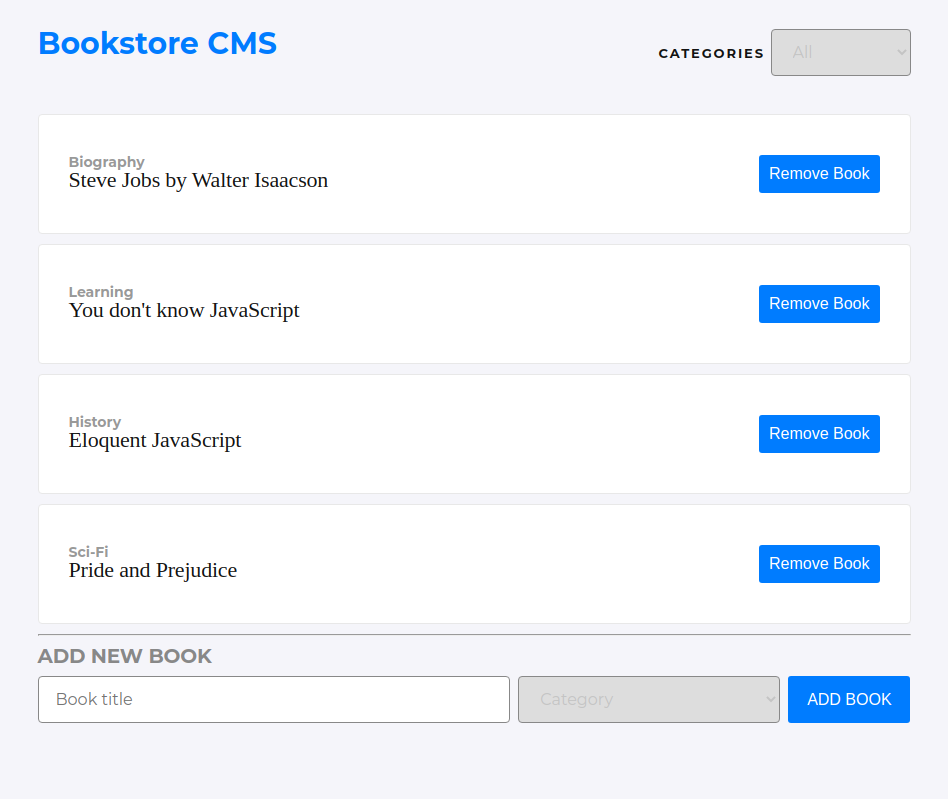 Bookstore CMS
CATEGORIES All
Biography
Steve Jobs by Walter Isaacson
Remove Book
Learning
You don't know JavaScript
Remove Book
History
Eloquent JavaScript
Remove Book
Sci-Fi
Pride and Prejudice
Remove Book
ADD NEW BOOK
Book title Category ADD BOOK